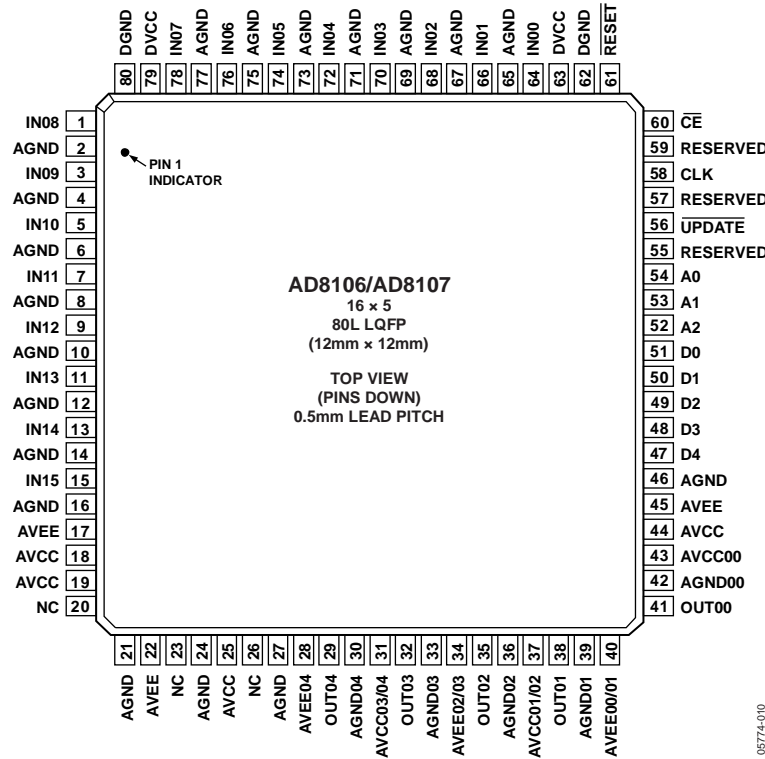 DGND DVCC IN07 AGND IN06 AGND IN05 AGND IN04 AGND IN03 AGND IN02 AGND IN01 AGND IN00 DVCC DGND RESET
80 79 78 77 76 75 74 73 72 71 70 69 68 67 66 65 64 63 62 61
IN08 1
AGND 2
IN09 3
AGND 4
IN10 5
AGND 6
IN11 7
AGND 8
IN12 9
AGND 10
IN13 11
AGND 12
IN14 13
AGND 14
IN15 15
AGND 16
AVEE 17
AVCC 18
AVCC 19
NC 20
PIN 1
INDICATOR
AD8106/AD8107
16 × 5
80L LQFP
(12mm × 12mm)
TOP VIEW
(PINS DOWN)
0.5mm LEAD PITCH
60 CE
59 RESERVED
58 CLK
57 RESERVED
56 UPDATE
55 RESERVED
54 A0
53 A1
52 A2
51 D0
50 D1
49 D2
48 D3
47 D4
46 AGND
45 AVEE
44 AVCC
43 AVCC00
42 AGND00
41 OUT00
21 22 23 24 25 26 27 28 29 30 31 32 33 34 35 36 37 38 39 40
AGND AVEE NC AGND AVCC NC AGND AVEE04 OUT04 AGND04 AVCC03/04 OUT03 AGND03 AVEE02/03 OUT02 AGND02 AVCC01/02 OUT01 AGND01 AVEE00/01
05774-010